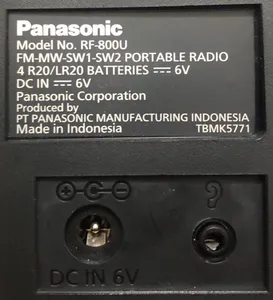 Panasonic
Model No. RF-800U
FM-MW-SW1-SW2 PORTABLE RADIO
4 R20/LR20 BATTERIES ⎓ 6V
DC IN ⎓ 6V
Panasonic Corporation
Produced by
PT PANASONIC MANUFACTURING INDONESIA
Made in Indonesia TBMK5771
DC IN 6V